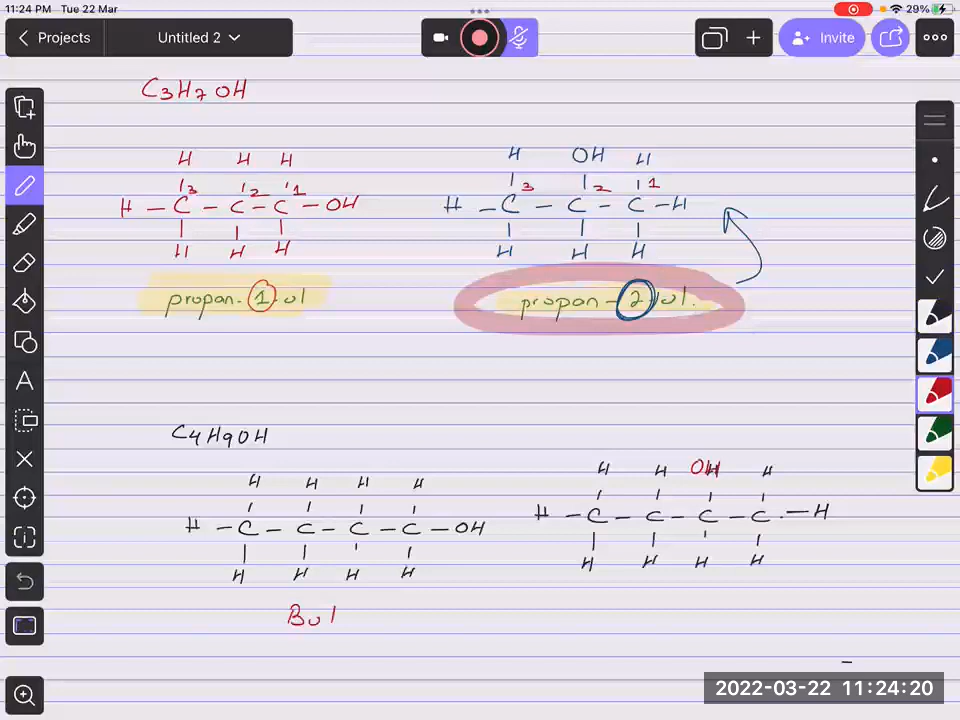 11:24 PM Tue 22 Mar
29%
Projects
Untitled 2
Invite
C3H7OH
H H H
3 2 1
H - C - C - C - OH
H H H
propan-1-ol
H OH H
3 2 1
H - C - C - C - H
H H H
propan-2-ol.
C4H9OH
H H H H
H - C - C - C - C - OH
H H H H
Bul
H H OH H
H - C - C - C - C - H
H H H H
A
2022-03-22 11:24:20